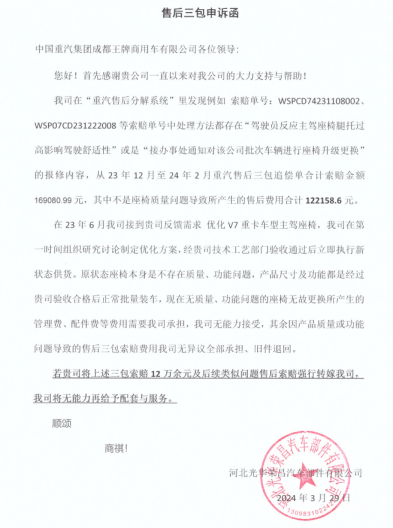 售后三包申诉函
中国重汽集团成都王牌商用车有限公司各位领导:
您好！首先感谢贵公司一直以来对我公司的大力支持与帮助！
我司在“重汽售后分解系统”里发现例如 索赔单号：WSPCD74231108002、
WSP07CD231222008 等索赔单号中处理方法都存在“驾驶员反应主驾座椅腿托过
高影响驾驶舒适性”或是“接办事处通知对该公司批次车辆进行座椅升级更换”
的报修内容，从 23 年 12 月至 24 年 2 月重汽售后三包追偿单合计索赔金额
169080.99 元，其中不是座椅质量问题导致所产生的售后费用合计 122158.6 元。
在 23 年 6 月我司接到贵司反馈需求 优化 V7 重卡车型主驾座椅，我司在第
一时间组织研究讨论制定优化方案，经贵司技术工艺部门验收通过后立即执行新
状态供货。原状态座椅本身是不存在质量、功能问题，产品尺寸及功能都是经过
贵司验收合格后正常批量装车，现在无质量、功能问题的座椅无故更换所产生的
管理费、配件费等费用需要我司承担，我司无能力接受，其余因产品质量或功能
问题导致的售后三包索赔费用我司无异议全部承担、旧件退回。
若贵司将上述三包索赔 12 万余元及后续类似问题售后索赔强行转嫁我司，
我司将无能力再给予配套与服务。
顺颂
商祺！
河北光华荣昌汽车部件有限公司
2024 年 3 月 29 日